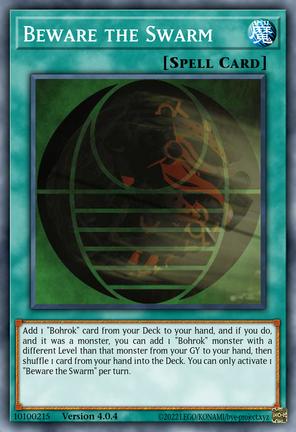 Beware the Swarm
魔
[Spell Card]
Add 1 "Bohrok" card from your Deck to your hand, and if you do,
and it was a monster, you can add 1 "Bohrok" monster with a
different Level than that monster from your GY to your hand, then
shuffle 1 card from your hand into the Deck. You can only activate 1
"Beware the Swarm" per turn.
10100215 Version 4.0.4 ©2022 LEGO/KONAMI/bye-project.xyz